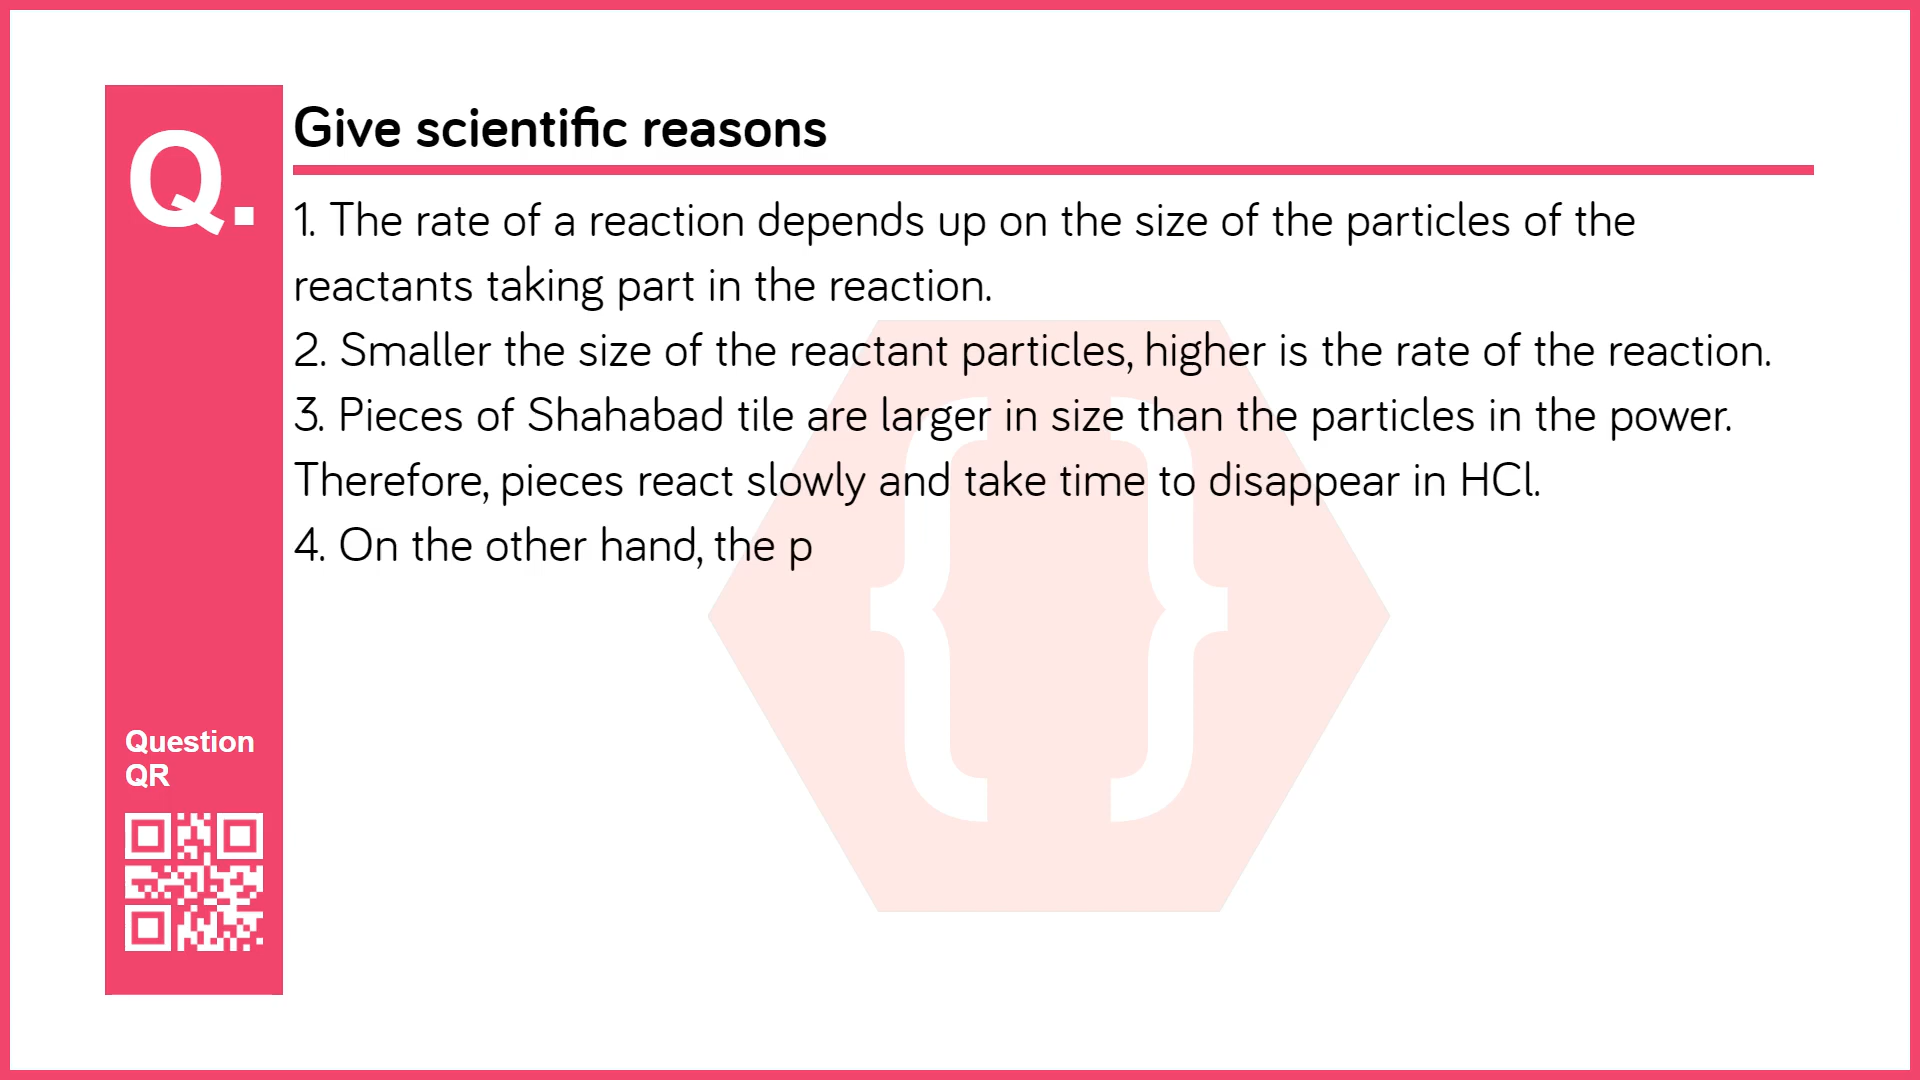 Q.
Give scientific reasons
1. The rate of a reaction depends up on the size of the particles of the
reactants taking part in the reaction.
2. Smaller the size of the reactant particles, higher is the rate of the reaction.
3. Pieces of Shahabad tile are larger in size than the particles in the power.
Therefore, pieces react slowly and take time to disappear in HCl.
4. On the other hand, the p
Question
QR